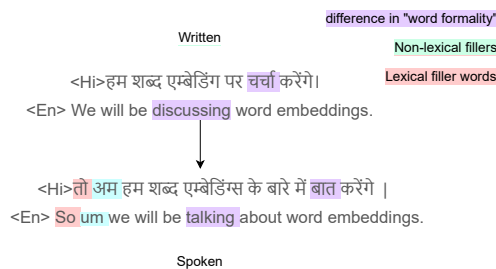 difference in "word formality"
Written
Non-lexical fillers
Lexical filler words
<Hi>हम शब्द एम्बेडिंग पर चर्चा करेंगे।
<En> We will be discussing word embeddings.
<Hi>तो अम हम शब्द एम्बेडिंग्स के बारे में बात करेंगे |
<En> So um we will be talking about word embeddings.
Spoken